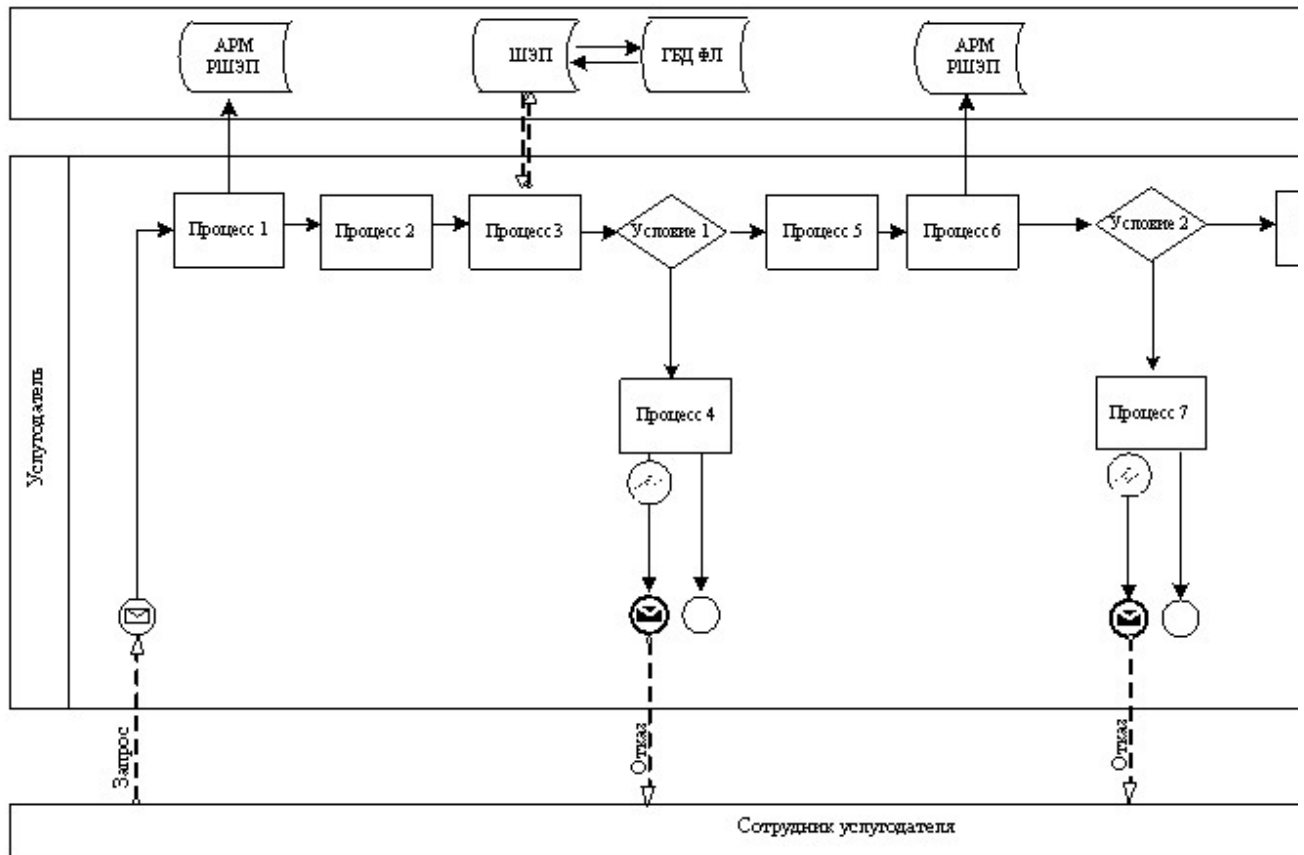 АРМ
РШЭП
ШЭП
ГБД ФЛ
АРМ
РШЭП
Услугодатель
Процесс 1
Процесс 2
Процесс 3
Условие 1
Процесс 5
Процесс 6
Условие 2
Процесс 4
Процесс 7
Запрос
Отказ
Отказ
Сотрудник услугодателя